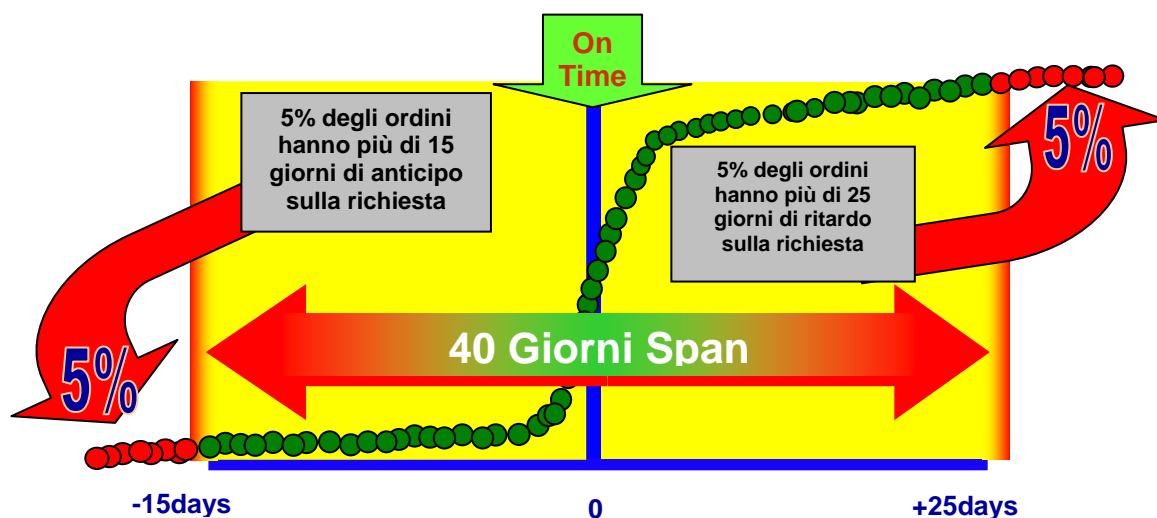 On
Time
5% degli ordini
hanno più di 15
giorni di anticipo
sulla richiesta
5% degli ordini
hanno più di 25
giorni di ritardo
sulla richiesta
5%
40 Giorni Span
5%
-15days
0
+25days